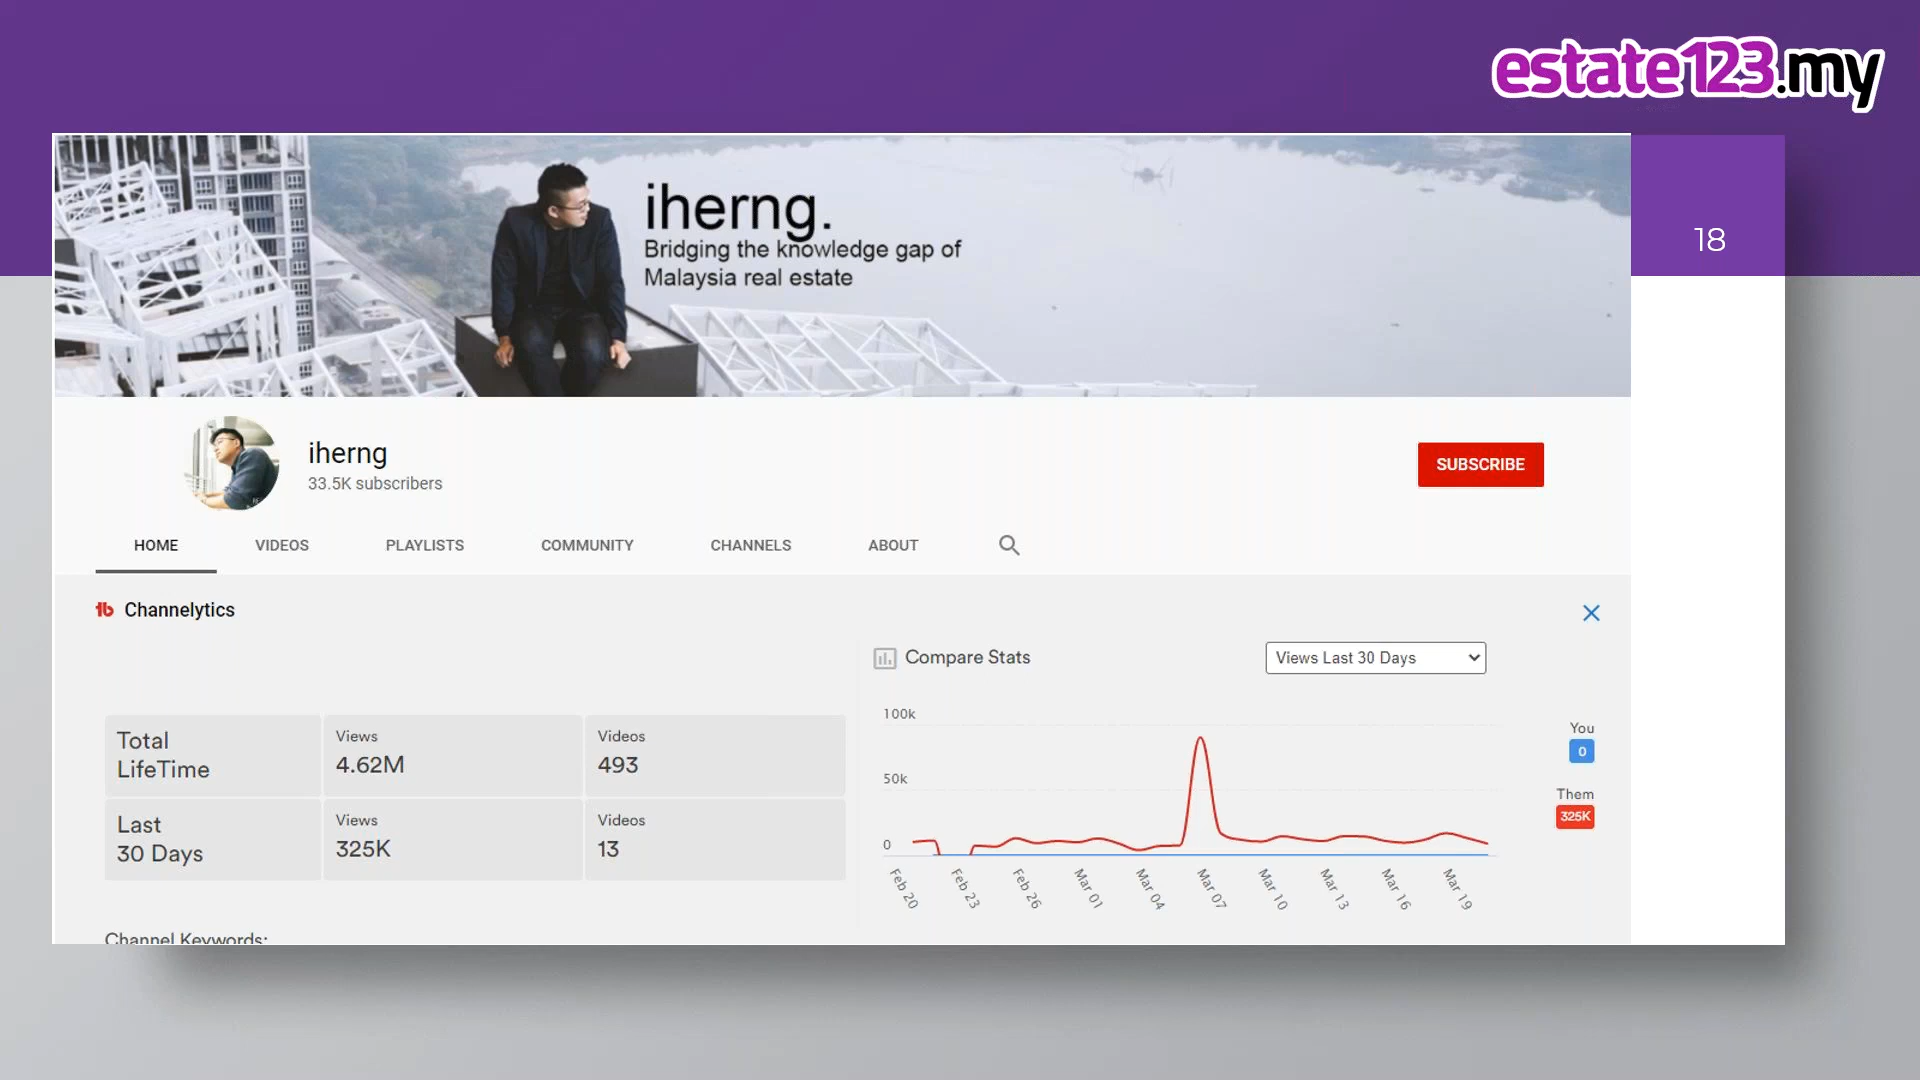 estate123.my
18
iherng.
Bridging the knowledge gap of
Malaysia real estate
iherng
33.5K subscribers
SUBSCRIBE
HOME VIDEOS PLAYLISTS COMMUNITY CHANNELS ABOUT
Channelytics
Compare Stats
Views Last 30 Days
Total
LifeTime
Views
4.62M
Videos
493
Last
30 Days
Views
325K
Videos
13
100k
50k
0
Feb 20 Feb 23 Feb 26 Mar 01 Mar 04 Mar 07 Mar 10 Mar 13 Mar 16 Mar 19
You
0
Them
325K
Channel Keywords: